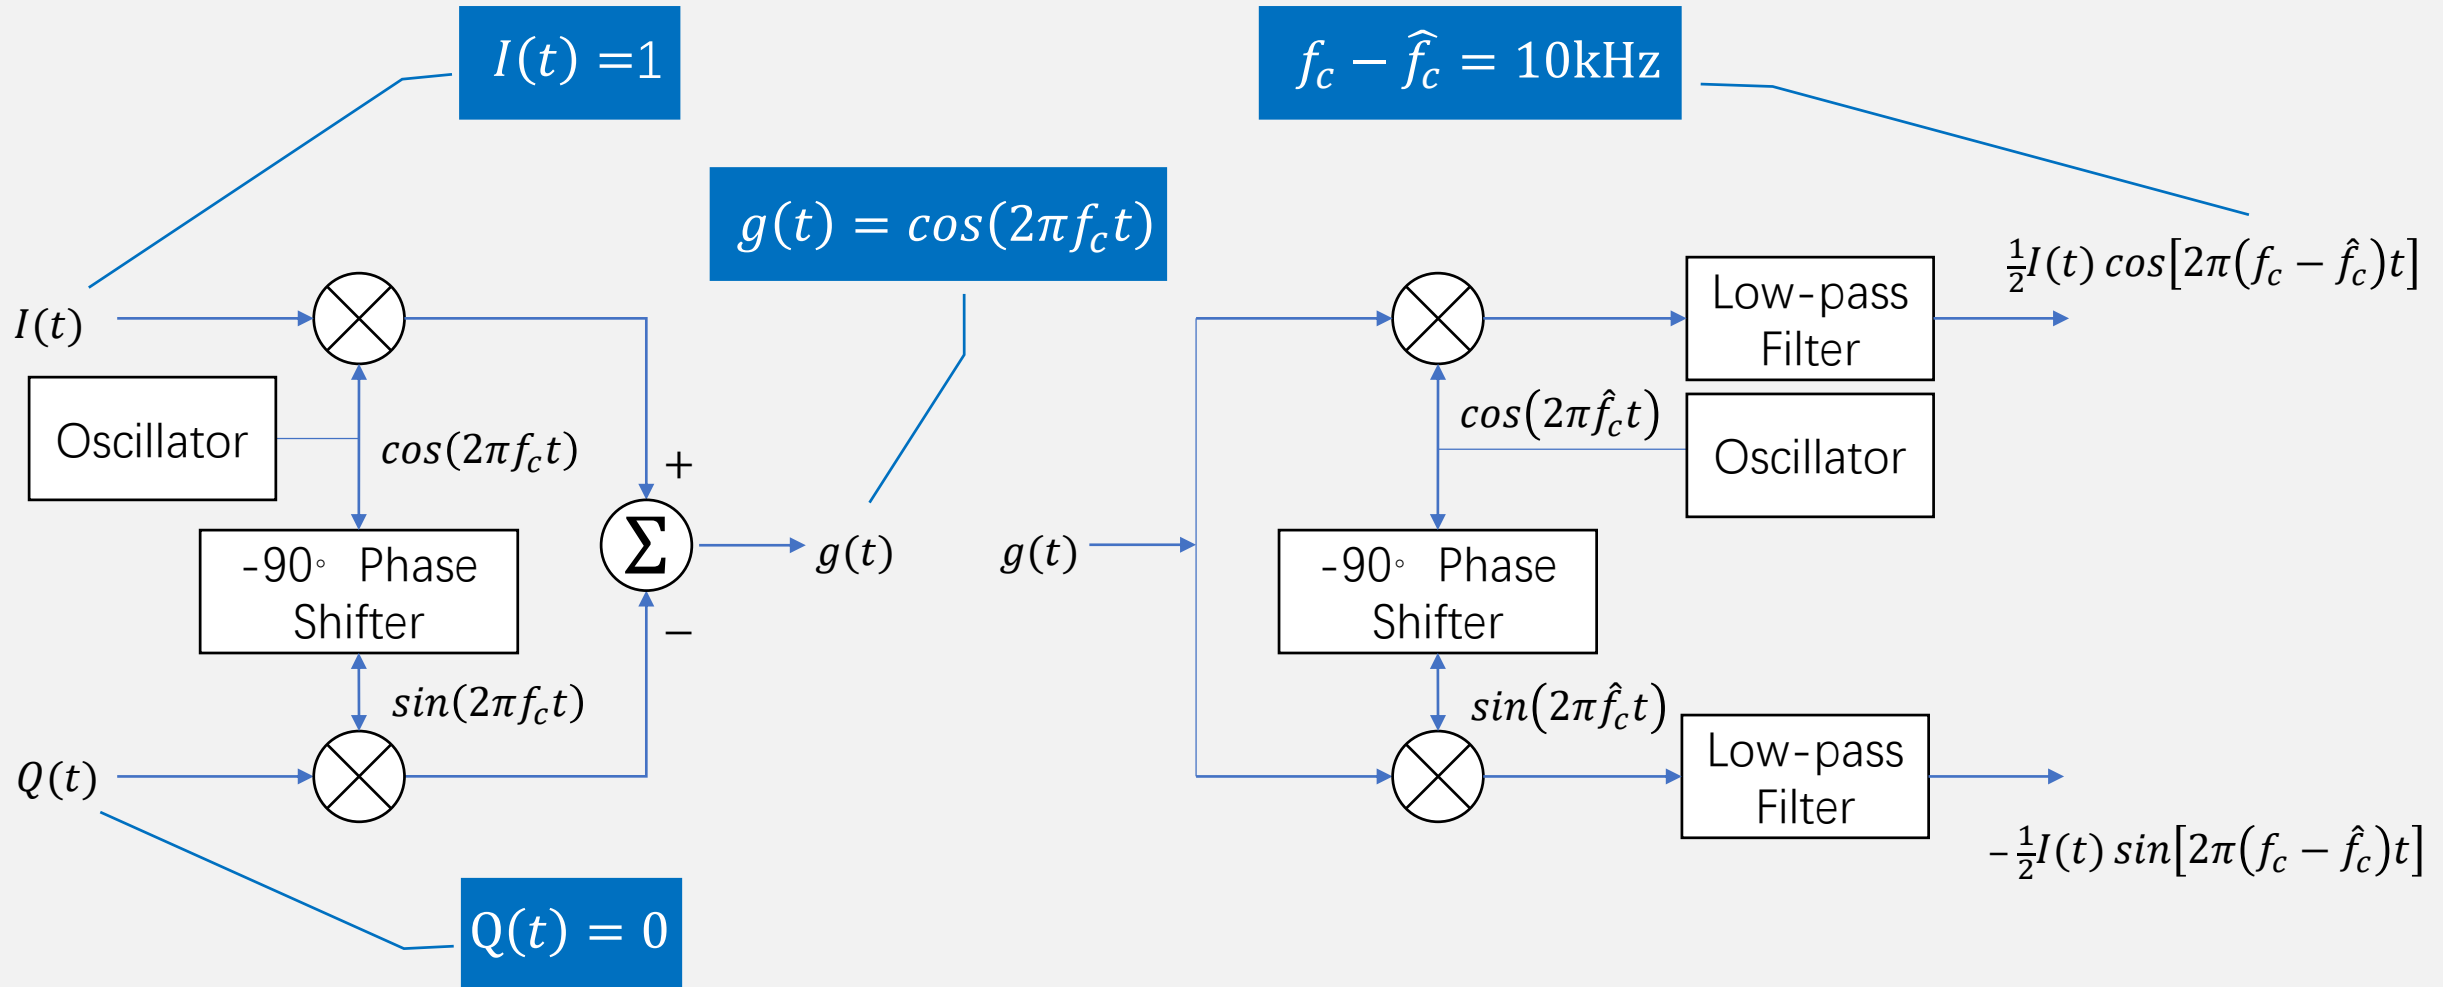 I(t) =1
f_c − f̂_c = 10kHz
g(t) = cos(2πf_ct)
½I(t) cos[2π(f_c − f̂_c)t]
I(t)
Low-pass
Filter
Oscillator
cos(2πf_ct)
cos(2πf̂_ct)
Oscillator
+
Σ
g(t)
g(t)
-90° Phase
Shifter
-90° Phase
Shifter
−
sin(2πf_ct)
sin(2πf̂_ct)
Q(t)
Low-pass
Filter
-½I(t) sin[2π(f_c − f̂_c)t]
Q(t) = 0